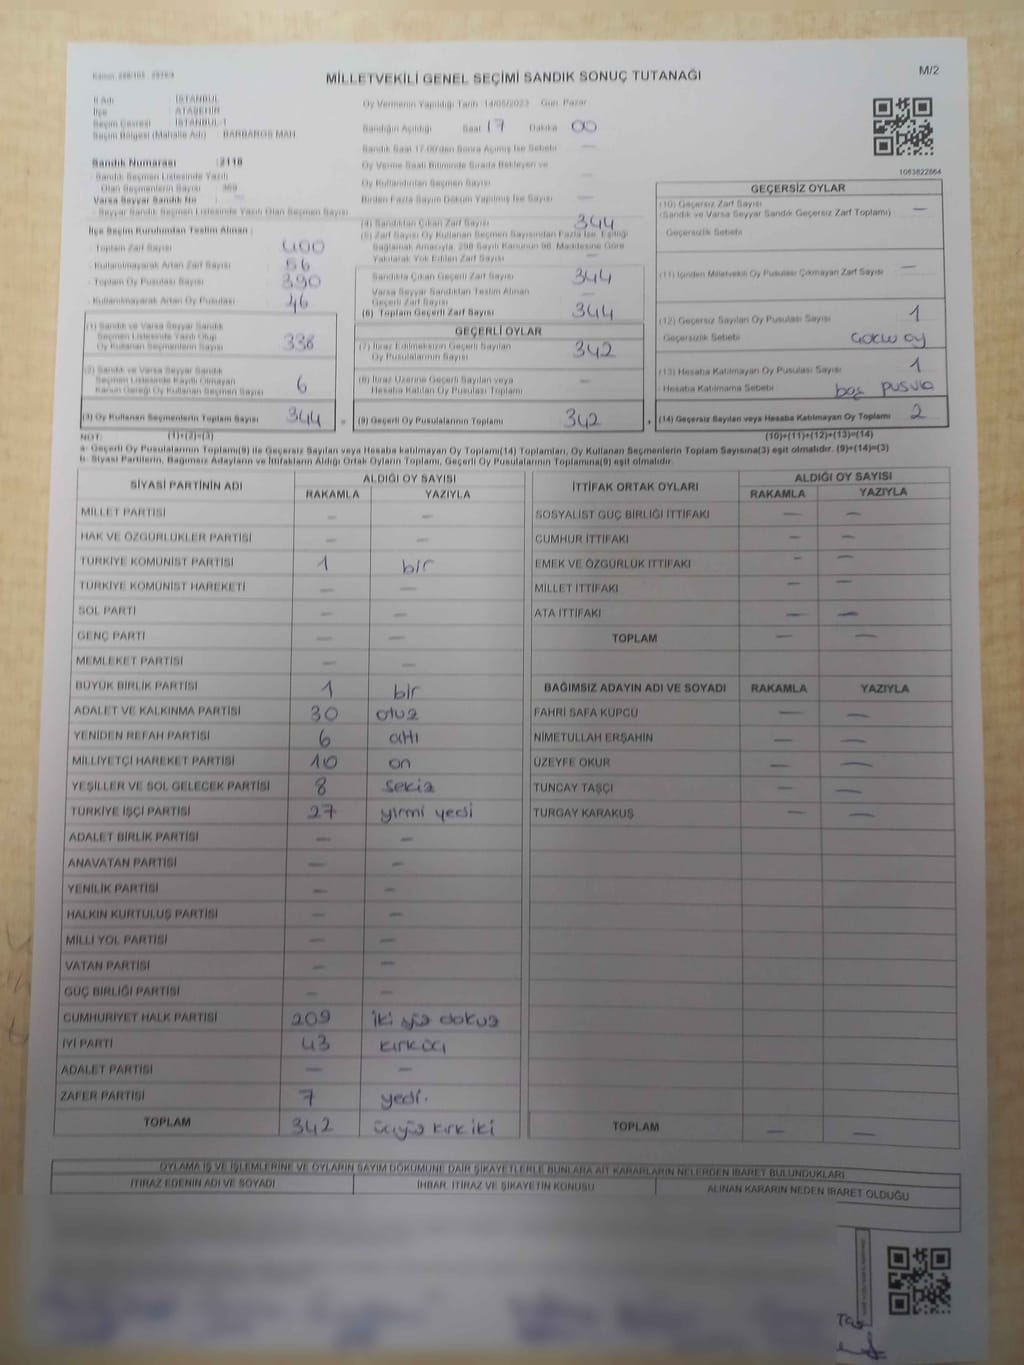 Kanun
MİLLETVEKİLİ GENEL SEÇİMİ SANDIK SONUÇ TUTANAĞI
M/2
İl Adı : İSTANBUL
İlçe : ATAŞEHİR
Seçim Çevresi : İSTANBUL-1
Seçim Bölgesi (Mahalle Adı) : BARBAROS MAH.
Sandık Numarası : 2118
Sandık Seçmen Listesinde Yazılı
Olan Seçmenlerin Sayısı : 369
Varsa Seyyar Sandık No : —
- Seyyar Sandık Seçmen Listesinde Yazılı Olan Seçmen Sayısı
İlçe Seçim Kurulundan Teslim Alınan ;
- Toplam Zarf Sayısı 400
- Kullanılmayarak Artan Zarf Sayısı 56
- Toplam Oy Pusulası Sayısı 390
- Kullanılmayarak Artan Oy Pusulası 46
(1) Sandık ve Varsa Seyyar Sandık
Seçmen Listesinde Yazılı Olup
Oy Kullanan Seçmenlerin Sayısı 338
(2) Sandık ve Varsa Seyyar Sandık
Seçmen Listesinde Kayıtlı Olmayan
Kanun Gereği Oy Kullanan Seçmen Sayısı 6
(3) Oy Kullanan Seçmenlerin Toplam Sayısı 344
Oy Vermenin Yapıldığı Tarih 14/05/2023 Gün: Pazar
Sandığın Açıldığı Saat 17 Dakika 00
Sandık Saat 17.00'den Sonra Açılmış İse Sebebi —
Oy Verme Saati Bitiminde Sırada Bekleyen ve
Oy Kullandırılan Seçmen Sayısı —
Birden Fazla Sayım Döküm Yapılmış İse Sayısı —
(4) Sandıktan Çıkan Zarf Sayısı 344
(5) Zarf Sayısı Oy Kullanan Seçmen Sayısından Fazla İse, Eşitliği
Sağlamak Amacıyla, 298 Sayılı Kanunun 98. Maddesine Göre
Yakılarak Yok Edilen Zarf Sayısı —
Sandıkta Çıkan Geçerli Zarf Sayısı 344
Varsa Seyyar Sandıktan Teslim Alınan
Geçerli Zarf Sayısı —
(6) Toplam Geçerli Zarf Sayısı 344
GEÇERLİ OYLAR
(7) İtiraz Edilmeksizin Geçerli Sayılan
Oy Pusulalarının Sayısı 342
(8) İtiraz Üzerine Geçerli Sayılan veya
Hesaba Katılan Oy Pusulaları Toplamı —
= (9) Geçerli Oy Pusulalarının Toplamı 342
1083822664
GEÇERSİZ OYLAR
(10) Geçersiz Zarf Sayısı
(Sandık ve Varsa Seyyar Sandık Geçersiz Zarf Toplamı) —
Geçersizlik Sebebi
(11) İçinden Milletvekili Oy Pusulası Çıkmayan Zarf Sayısı —
(12) Geçersiz Sayılan Oy Pusulası Sayısı 1
Geçersizlik Sebebi
(13) Hesaba Katılmayan Oy Pusulası Sayısı 1
Hesaba Katılmama Sebebi boş pusula
+ (14) Geçersiz Sayılan veya Hesaba Katılmayan Oy Toplamı 2
NOT: (1)+(2)=(3) (10)+(11)+(12)+(13)=(14)
a- Geçerli Oy Pusulaları Toplamı(9) ile Geçersiz Sayılan veya Hesaba katılmayan Oy Toplamı(14) Toplamları, Oy Kullanan Seçmenlerin Toplam Sayısına(3) eşit olmalıdır. (9)+(14)=(3)
b- Siyasi Partilerin, Bağımsız Adayların ve İttifakların Aldığı Ortak Oyların Toplamı, Geçerli Oy Pusulalarının Toplamına(9) eşit olmalıdır.
SİYASİ PARTİNİN ADI ALDIĞI OY SAYISI
RAKAMLA YAZIYLA
MİLLET PARTİSİ — —
HAK VE ÖZGÜRLÜKLER PARTİSİ — —
TÜRKİYE KOMÜNİST PARTİSİ 1 bir
TÜRKİYE KOMÜNİST HAREKETİ — —
SOL PARTİ — —
GENÇ PARTİ — —
MEMLEKET PARTİSİ — —
BÜYÜK BİRLİK PARTİSİ 1 bir
ADALET VE KALKINMA PARTİSİ 30 otuz
YENİDEN REFAH PARTİSİ 6 altı
MİLLİYETÇİ HAREKET PARTİSİ 10 on
YEŞİLLER VE SOL GELECEK PARTİSİ 8 sekiz
TÜRKİYE İŞÇİ PARTİSİ 27 yirmi yedi
ADALET BİRLİK PARTİSİ — —
ANAVATAN PARTİSİ — —
YENİLİK PARTİSİ — —
HALKIN KURTULUŞ PARTİSİ — —
MİLLİ YOL PARTİSİ — —
VATAN PARTİSİ — —
GÜÇ BİRLİĞİ PARTİSİ — —
CUMHURİYET HALK PARTİSİ 209 iki yüz dokuz
İYİ PARTİ 43 kırküç
ADALET PARTİSİ — —
ZAFER PARTİSİ 7 yedi.
TOPLAM 342 üçyüz kırk iki
İTTİFAK ORTAK OYLARI ALDIĞI OY SAYISI
RAKAMLA YAZIYLA
SOSYALİST GÜÇ BİRLİĞİ İTTİFAKI — —
CUMHUR İTTİFAKI — —
EMEK VE ÖZGÜRLÜK İTTİFAKI — —
MİLLET İTTİFAKI — —
ATA İTTİFAKI — —
TOPLAM — —
BAĞIMSIZ ADAYIN ADI VE SOYADI RAKAMLA YAZIYLA
FAHRİ SAFA KÜPCÜ — —
NİMETULLAH ERŞAHİN — —
ÜZEYFE OKUR — —
TUNCAY TAŞÇI — —
TURGAY KARAKUŞ — —
TOPLAM — —
OYLAMA İŞ VE İŞLEMLERİNE VE OYLARIN SAYIM DÖKÜMÜNE DAİR ŞİKAYETLERLE BUNLARA AİT KARARLARIN NELERDEN İBARET BULUNDUKLARI
İTİRAZ EDENİN ADI VE SOYADI İHBAR, İTİRAZ VE ŞİKAYETİN KONUSU ALINAN KARARIN NEDEN İBARET OLDUĞU